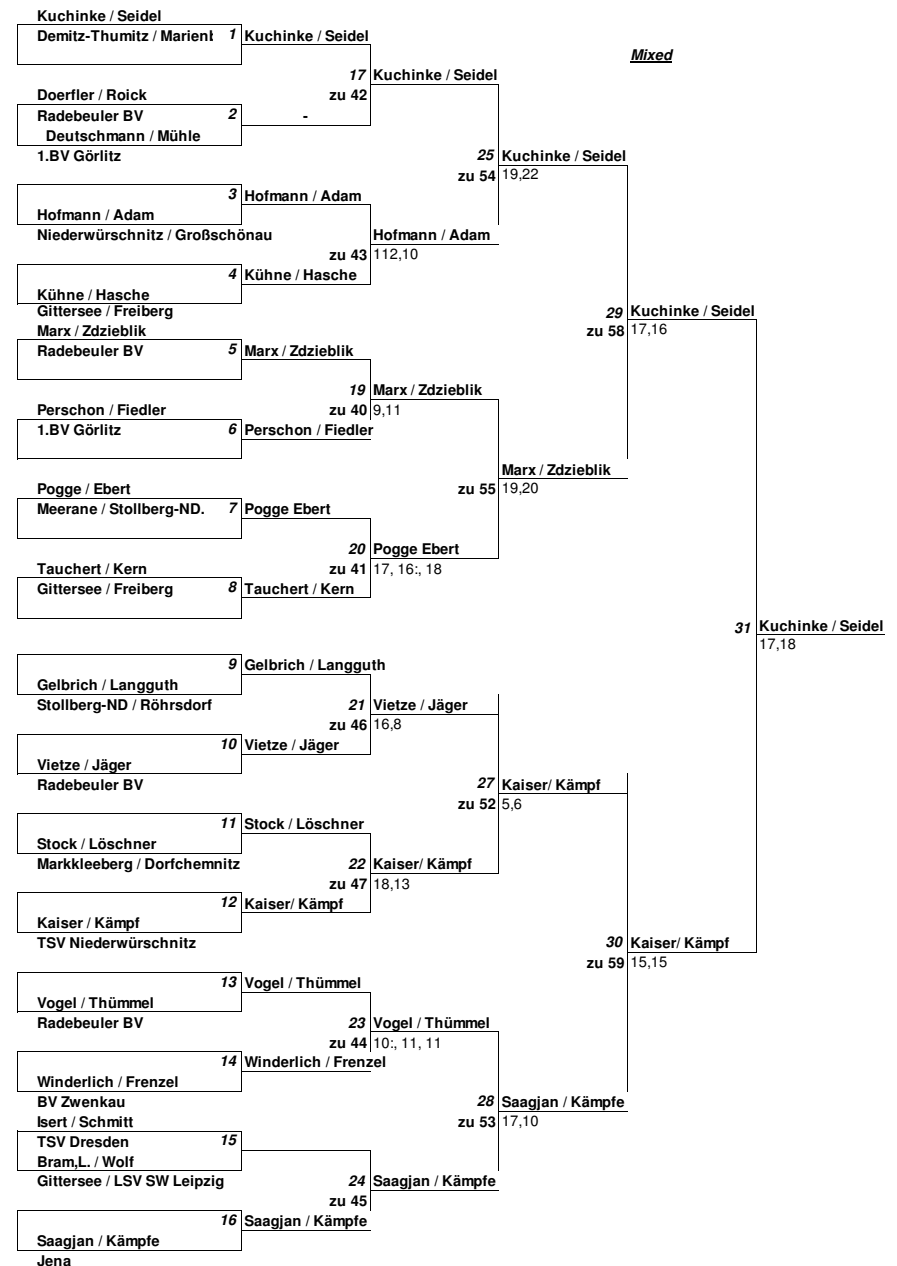 Kuchinke / Seidel
Demitz-Thumitz / Marienb 1 Kuchinke / Seidel
Mixed
17 Kuchinke / Seidel
Doerfler / Roick zu 42
Radebeuler BV 2 -
Deutschmann / Mühle
1.BV Görlitz 25 Kuchinke / Seidel
zu 54 19,22
3 Hofmann / Adam
Hofmann / Adam
Niederwürschnitz / Großschönau Hofmann / Adam
zu 43 112,10
4 Kühne / Hasche
Kühne / Hasche
Gittersee / Freiberg 29 Kuchinke / Seidel
Marx / Zdzieblik zu 58 17,16
Radebeuler BV 5 Marx / Zdzieblik
19 Marx / Zdzieblik
Perschon / Fiedler zu 40 9,11
1.BV Görlitz 6 Perschon / Fiedler
Marx / Zdzieblik
Pogge / Ebert zu 55 19,20
Meerane / Stollberg-ND. 7 Pogge Ebert
20 Pogge Ebert
Tauchert / Kern zu 41 17, 16:, 18
Gittersee / Freiberg 8 Tauchert / Kern
31 Kuchinke / Seidel
17,18
9 Gelbrich / Langguth
Gelbrich / Langguth
Stollberg-ND / Röhrsdorf 21 Vietze / Jäger
zu 46 16,8
10 Vietze / Jäger
Vietze / Jäger
Radebeuler BV 27 Kaiser/ Kämpf
zu 52 5,6
11 Stock / Löschner
Stock / Löschner
Markkleeberg / Dorfchemnitz 22 Kaiser/ Kämpf
zu 47 18,13
12 Kaiser/ Kämpf
Kaiser / Kämpf
TSV Niederwürschnitz 30 Kaiser/ Kämpf
zu 59 15,15
13 Vogel / Thümmel
Vogel / Thümmel
Radebeuler BV 23 Vogel / Thümmel
zu 44 10:, 11, 11
14 Winderlich / Frenzel
Winderlich / Frenzel
BV Zwenkau 28 Saagjan / Kämpfe
Isert / Schmitt zu 53 17,10
TSV Dresden 15
Bram,L. / Wolf
Gittersee / LSV SW Leipzig 24 Saagjan / Kämpfe
zu 45
16 Saagjan / Kämpfe
Saagjan / Kämpfe
Jena